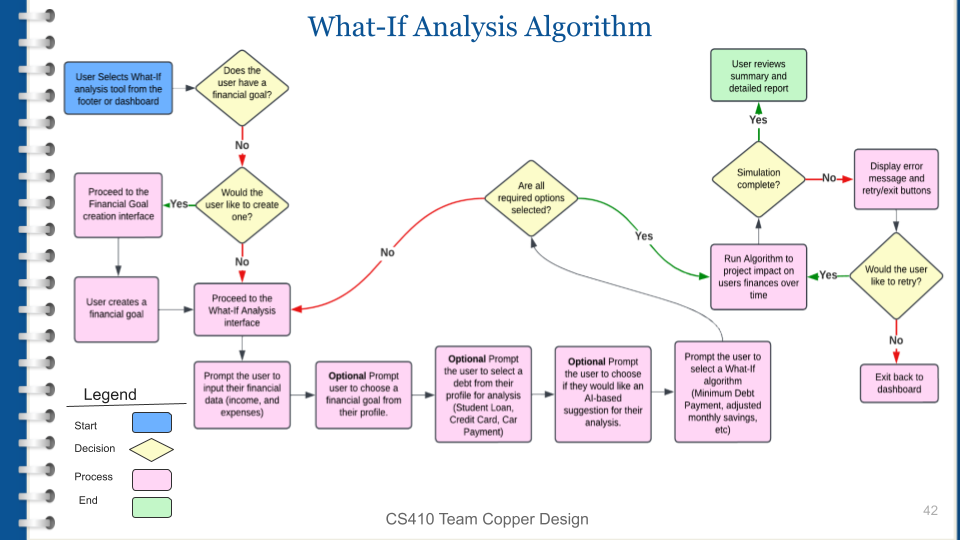 What-If Analysis Algorithm
User Selects What-If
analysis tool from the
footer or dashboard
Does the
user have a
financial goal?
No
Would the
user like to create
one?
Yes
Proceed to the
Financial Goal
creation interface
User creates a
financial goal
No
Proceed to the
What-If Analysis
interface
Prompt the user to
input their financial
data (income, and
expenses)
Optional Prompt
user to choose a
financial goal from
their profile.
Optional Prompt
the user to select a
debt from their
profile for analysis
(Student Loan,
Credit Card, Car
Payment)
Optional Prompt
the user to choose
if they would like an
AI-based
suggestion for their
analysis.
Prompt the user to
select a What-If
algorithm
(Minimum Debt
Payment, adjusted
monthly savings,
etc)
Are all
required options
selected?
No
Yes
Run Algorithm to
project impact on
users finances over
time
Simulation
complete?
Yes
User reviews
summary and
detailed report
No
Display error
message and
retry/exit buttons
Would the user
like to retry?
Yes
No
Exit back to
dashboard
Legend
Start
Decision
Process
End
CS410 Team Copper Design
42